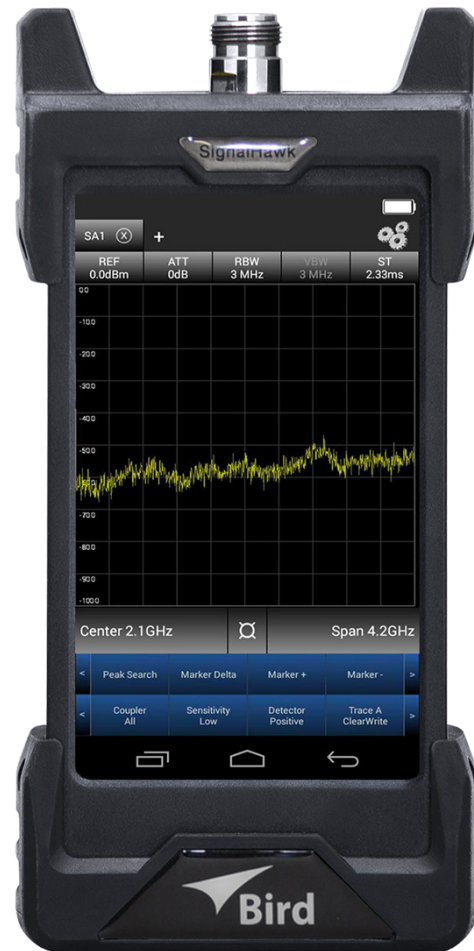 SignalHawk
SA1 X +
REF ATT RBW VBW ST
0.0dBm 0dB 3 MHz 3 MHz 2.33ms
0.0
-10.0
-20.0
-30.0
-40.0
-50.0
-70.0
-80.0
-90.0
-100.0
Center 2.1GHz Span 4.2GHz
< Peak Search Marker Delta Marker + Marker - >
< Coupler Sensitivity Detector Trace A >
All Low Positive ClearWrite
Bird